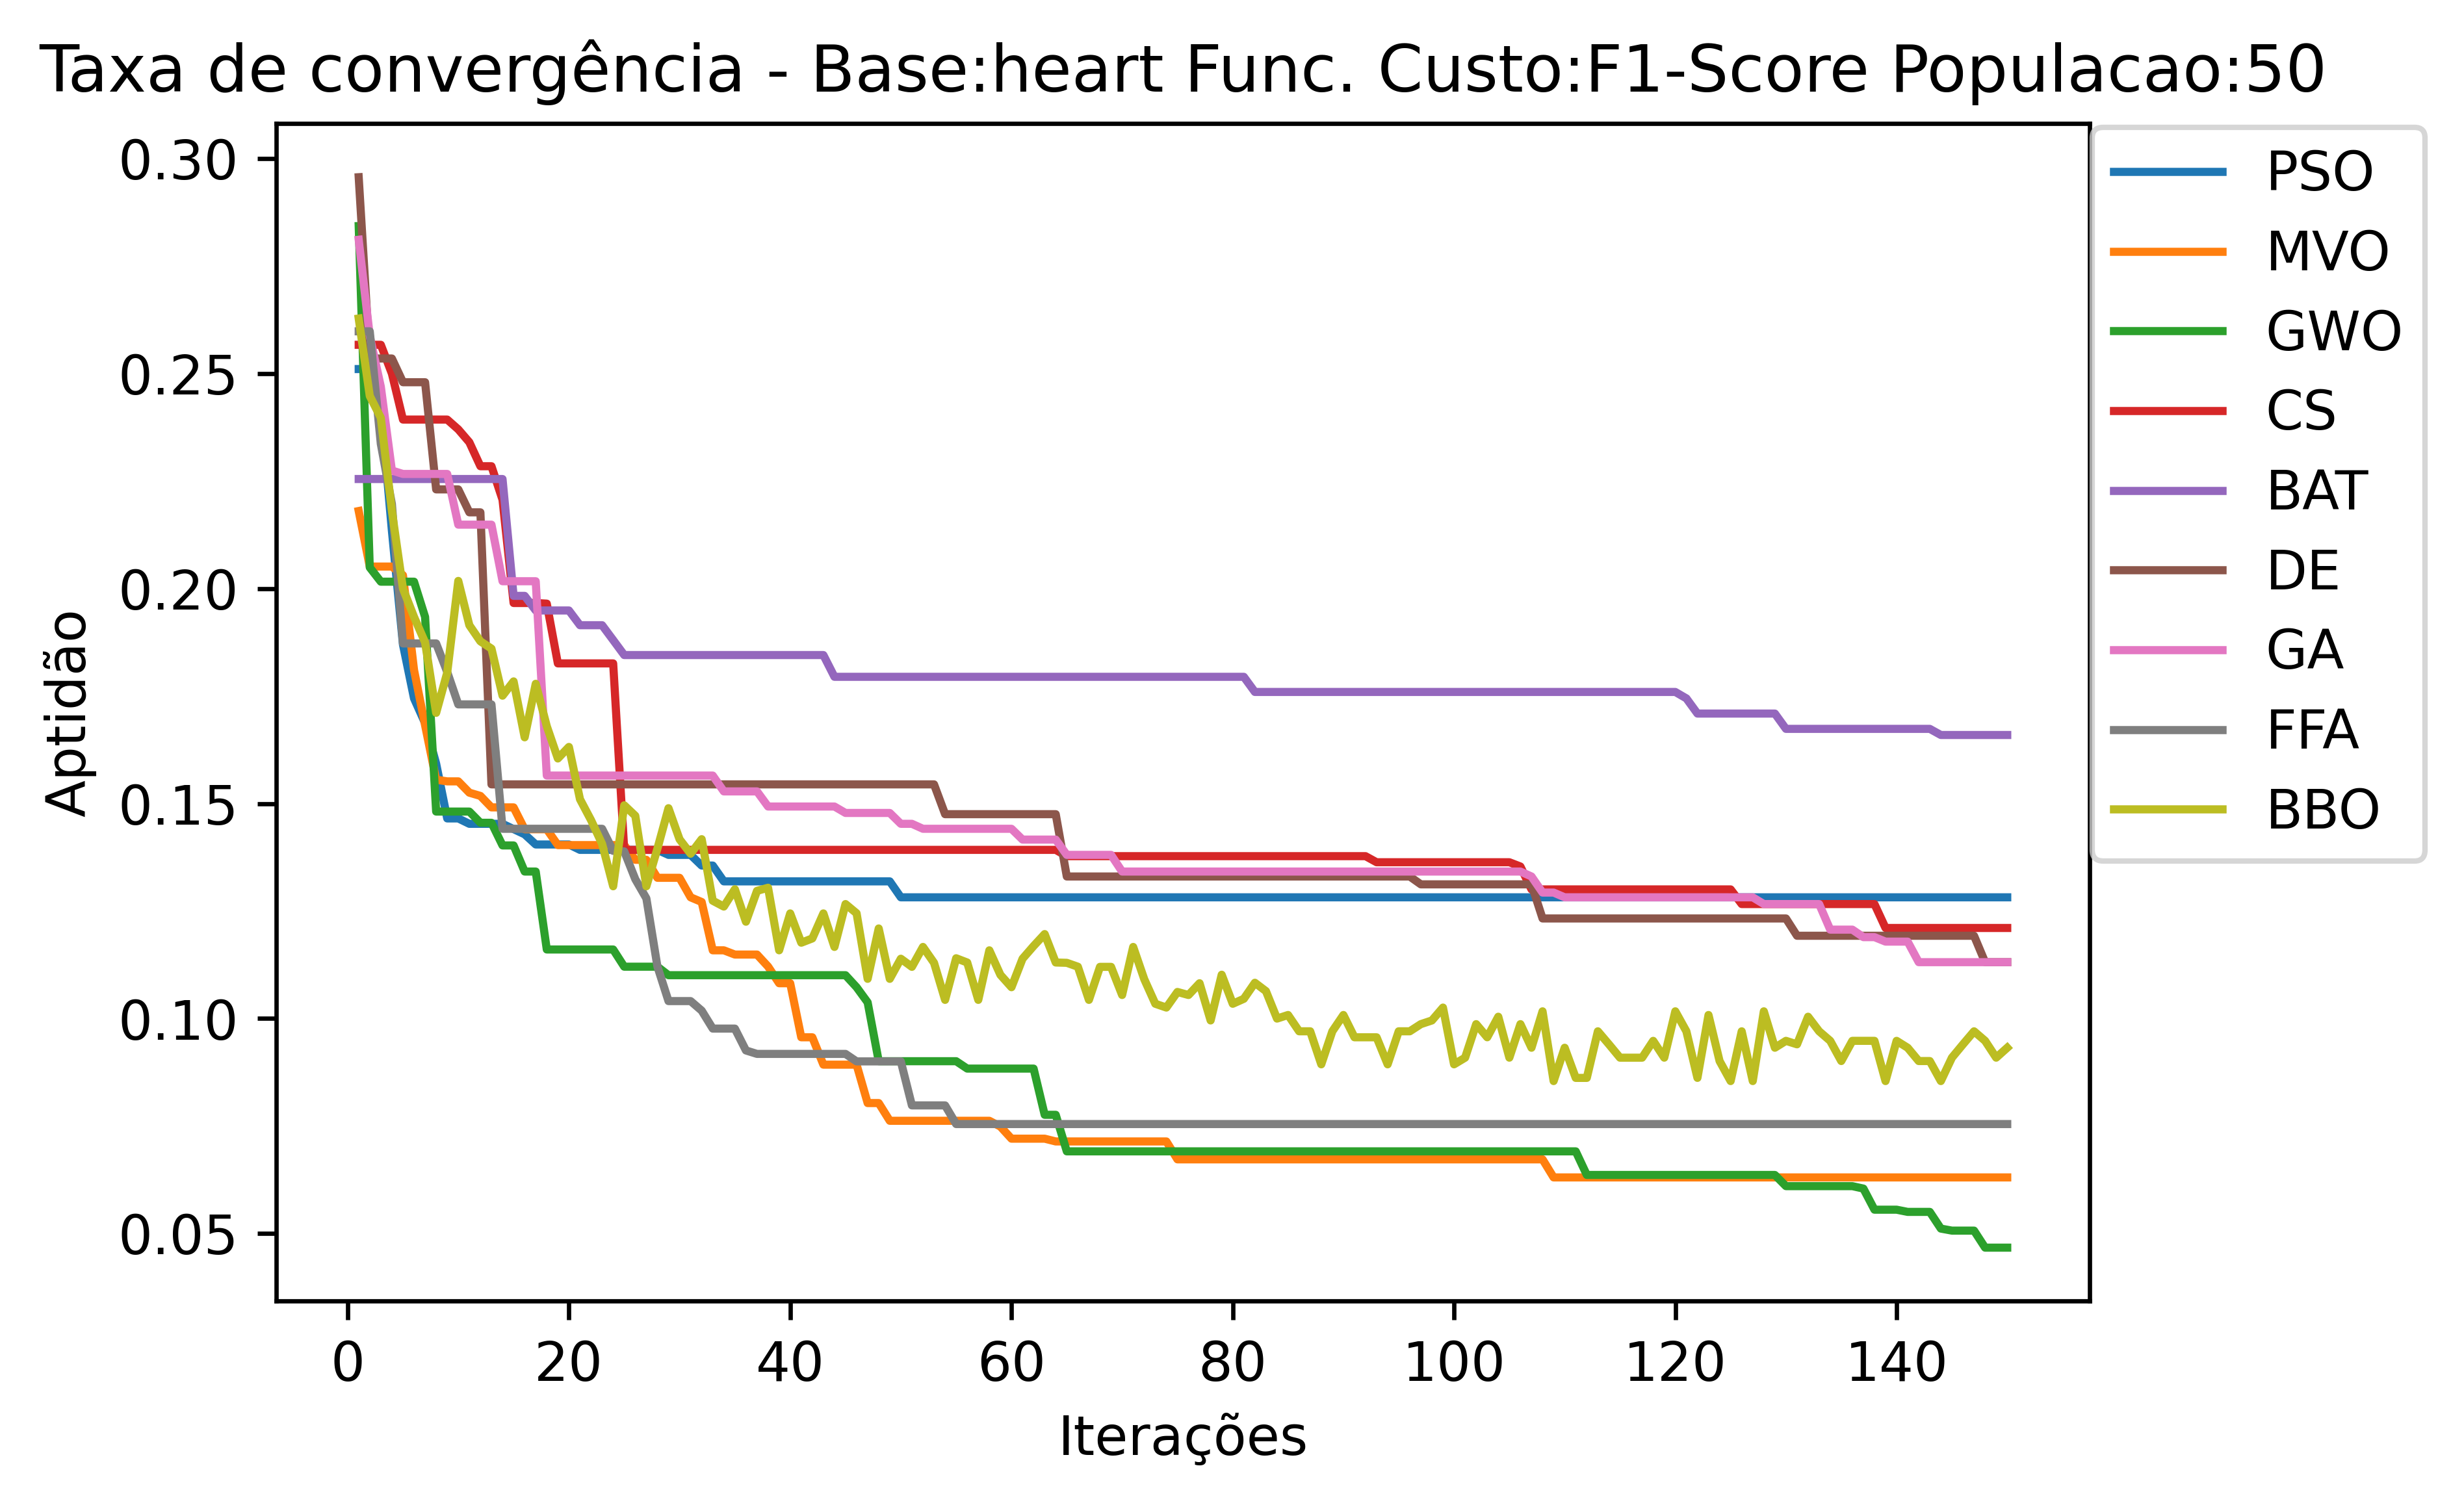 Taxa de convergência - Base:heart Func. Custo:F1-Score Populacao:50
Aptidão
0.30
0.25
0.20
0.15
0.10
0.05
0 20 40 60 80 100 120 140
Iterações
PSO
MVO
GWO
CS
BAT
DE
GA
FFA
BBO